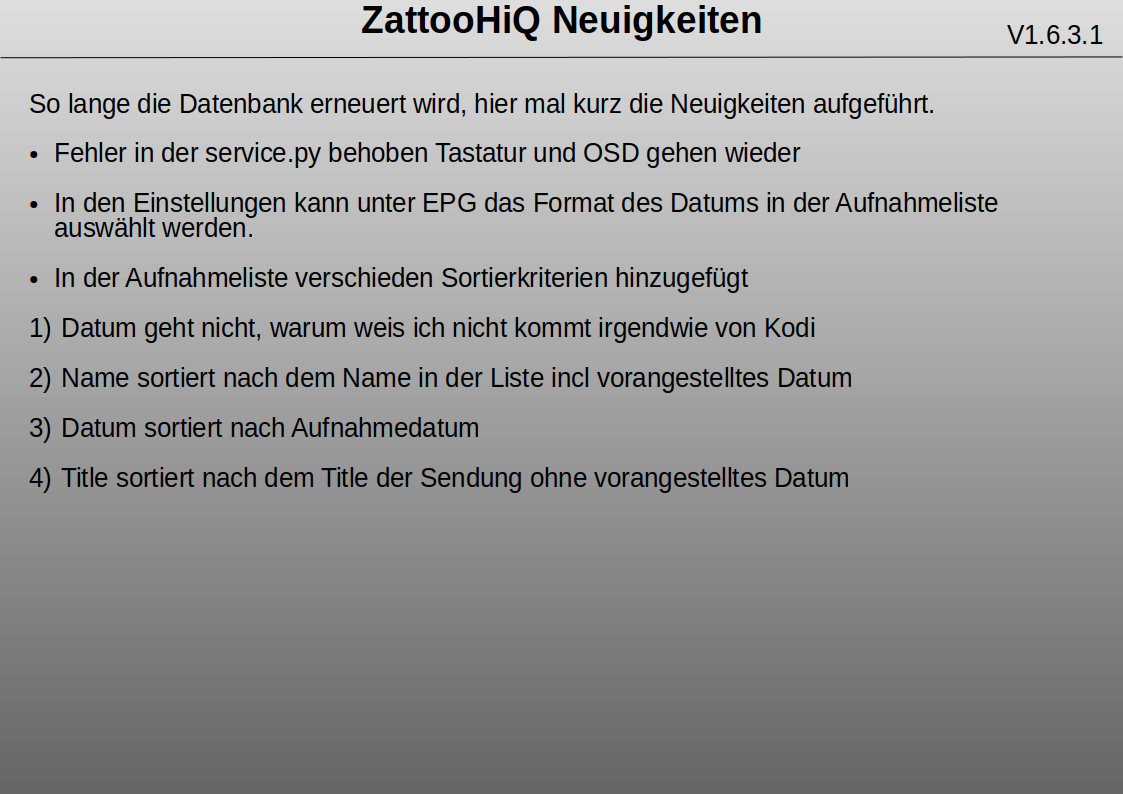 ZattooHiQ Neuigkeiten
V1.6.3.1
So lange die Datenbank erneuert wird, hier mal kurz die Neuigkeiten aufgeführt.
• Fehler in der service.py behoben Tastatur und OSD gehen wieder
• In den Einstellungen kann unter EPG das Format des Datums in der Aufnahmeliste
auswählt werden.
• In der Aufnahmeliste verschieden Sortierkriterien hinzugefügt
1) Datum geht nicht, warum weis ich nicht kommt irgendwie von Kodi
2) Name sortiert nach dem Name in der Liste incl vorangestelltes Datum
3) Datum sortiert nach Aufnahmedatum
4) Title sortiert nach dem Title der Sendung ohne vorangestelltes Datum